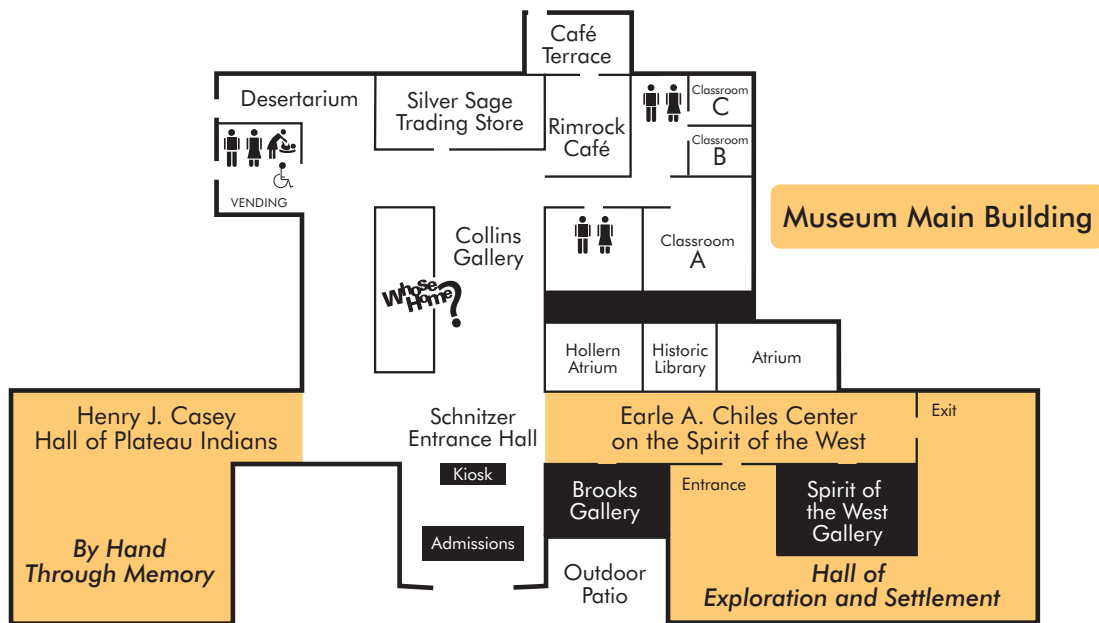 Café
Terrace
Desertarium
Silver Sage
Trading Store
Rimrock
Café
Classroom
C
Classroom
B
VENDING
Museum Main Building
Collins
Gallery
Classroom
A
Whose
Home?
Hollern
Atrium
Historic
Library
Atrium
Henry J. Casey
Hall of Plateau Indians
Schnitzer
Entrance Hall
Earle A. Chiles Center
on the Spirit of the West
Exit
Kiosk
Brooks
Gallery
Entrance
Spirit of
the West
Gallery
Admissions
By Hand
Through Memory
Outdoor
Patio
Hall of
Exploration and Settlement